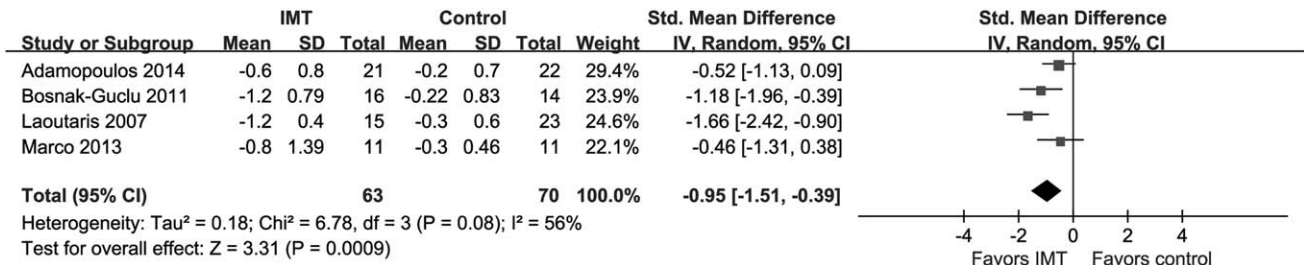 IMT Control Std. Mean Difference Std. Mean Difference
Study or Subgroup Mean SD Total Mean SD Total Weight IV, Random, 95% CI IV, Random, 95% CI
Adamopoulos 2014 -0.6 0.8 21 -0.2 0.7 22 29.4% -0.52 [-1.13, 0.09]
Bosnak-Guclu 2011 -1.2 0.79 16 -0.22 0.83 14 23.9% -1.18 [-1.96, -0.39]
Laoutaris 2007 -1.2 0.4 15 -0.3 0.6 23 24.6% -1.66 [-2.42, -0.90]
Marco 2013 -0.8 1.39 11 -0.3 0.46 11 22.1% -0.46 [-1.31, 0.38]
Total (95% CI) 63 70 100.0% -0.95 [-1.51, -0.39]
Heterogeneity: Tau² = 0.18; Chi² = 6.78, df = 3 (P = 0.08); I² = 56%
Test for overall effect: Z = 3.31 (P = 0.0009)
-4 -2 0 2 4
Favors IMT Favors control